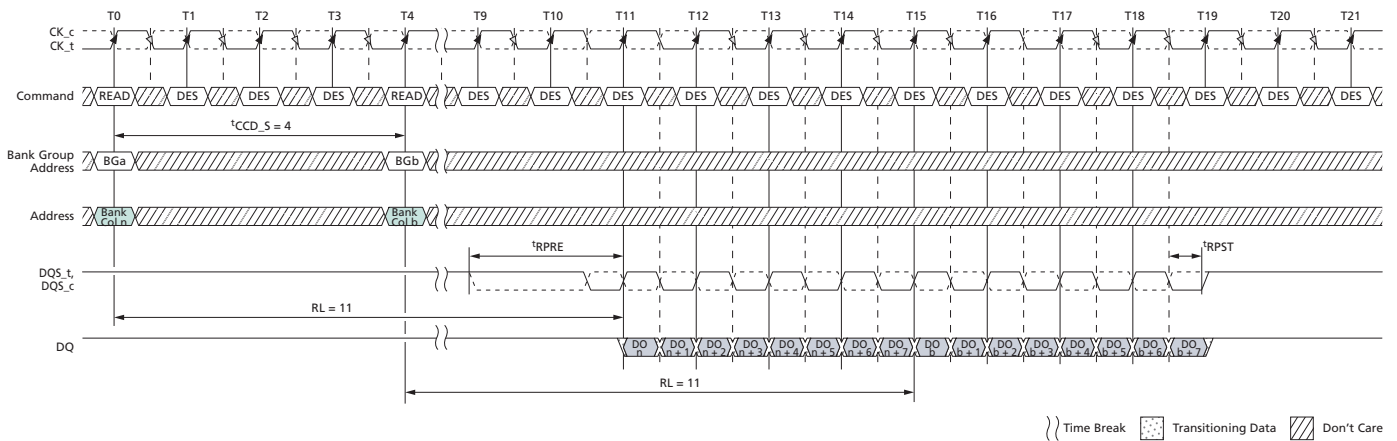 T0 T1 T2 T3 T4 T9 T10 T11 T12 T13 T14 T15 T16 T17 T18 T19 T20 T21
CK_c
CK_t
Command READ DES DES DES READ DES DES DES DES DES DES DES DES DES DES DES DES DES
tCCD_S = 4
Bank Group
Address
BGa BGb
Address
Bank
Col n
Bank
Col b
tRPRE tRPST
DQS_t,
DQS_c
RL = 11
DQ
DO
n
DO
n + 1
DO
n + 2
DO
n + 3
DO
n + 4
DO
n + 5
DO
n + 6
DO
n + 7
DO
b
DO
b + 1
DO
b + 2
DO
b + 3
DO
b + 4
DO
b + 5
DO
b + 6
DO
b + 7
RL = 11
Time Break Transitioning Data Don't Care